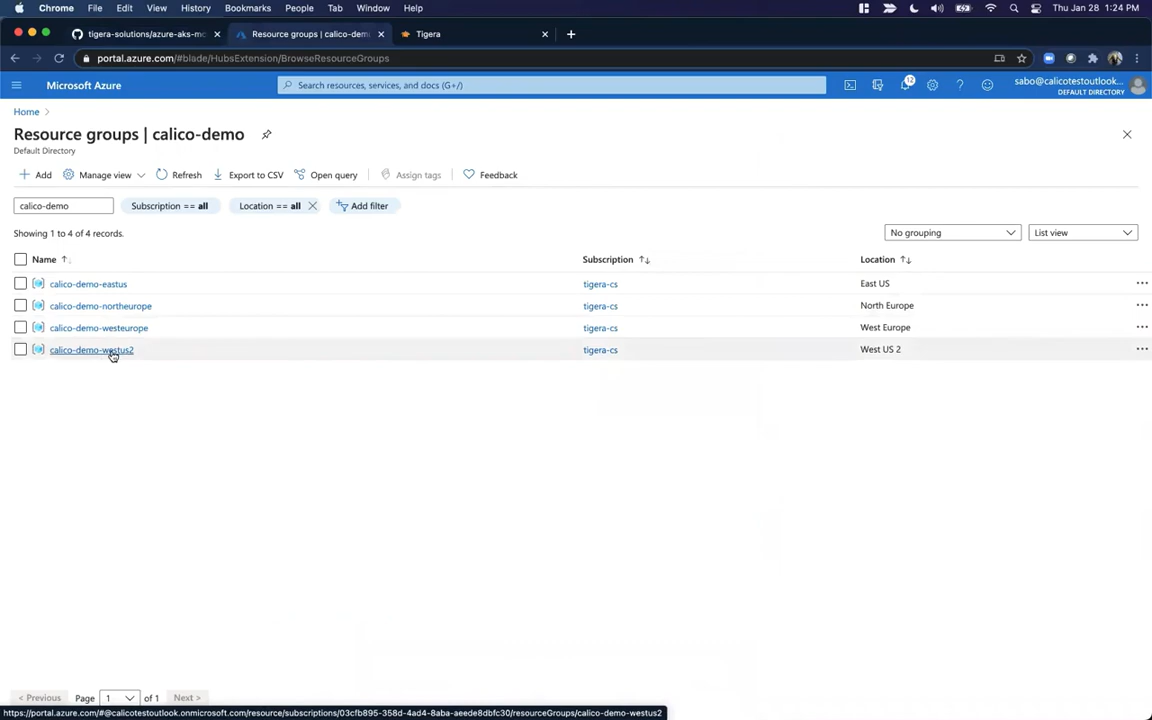 Chrome File Edit View History Bookmarks People Tab Window Help Thu Jan 28 1:24 PM
tigera-solutions/azure-aks-mc × Resource groups | calico-demo × Tigera × +
portal.azure.com/#blade/HubsExtension/BrowseResourceGroups
Microsoft Azure Search resources, services, and docs (G+/) 12 sabo@calicotestoutlook...
DEFAULT DIRECTORY
Home >
Resource groups | calico-demo
Default Directory
Add Manage view Refresh Export to CSV Open query Assign tags Feedback
calico-demo Subscription == all Location == all Add filter
Showing 1 to 4 of 4 records. No grouping List view
Name Subscription Location
calico-demo-eastus tigera-cs East US
calico-demo-northeurope tigera-cs North Europe
calico-demo-westeurope tigera-cs West Europe
calico-demo-westus2 tigera-cs West US 2
< Previous Page 1 of 1 Next >
https://portal.azure.com/#@calicotestoutlook.onmicrosoft.com/resource/subscriptions/03cfb895-358d-4ad4-8aba-aeede8dbfc30/resourceGroups/calico-demo-westus2